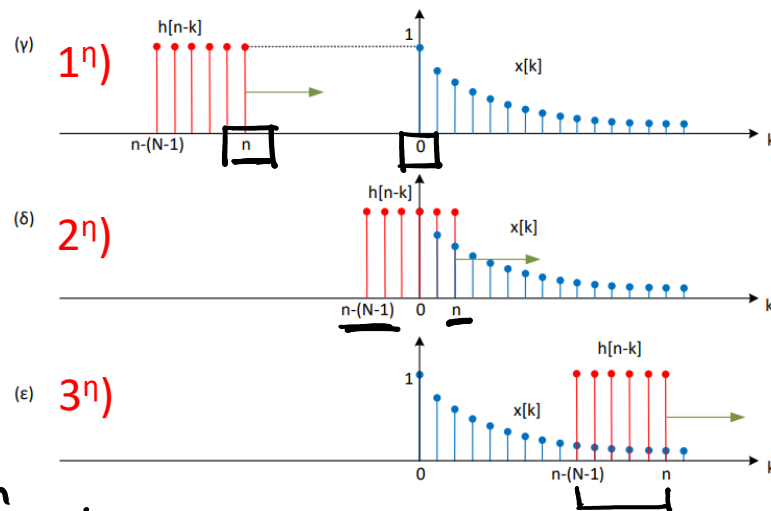 h[n-k]
(γ) 1η) 1 x[k]
n-(N-1) n 0 k
h[n-k]
(δ) 2η) x[k]
n-(N-1) 0 n k
h[n-k]
(ε) 3η) 1 x[k]
0 n-(N-1) n k